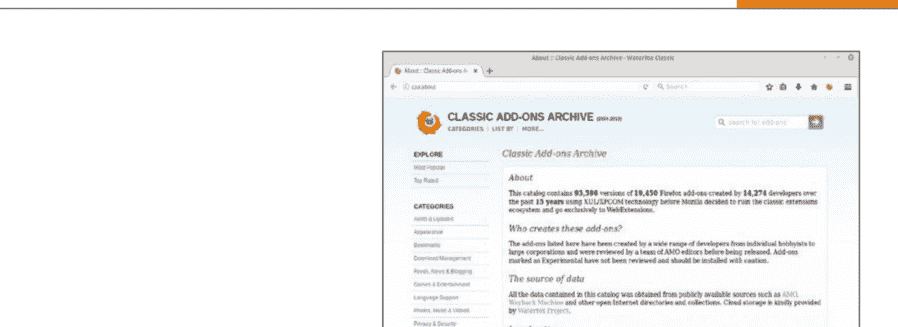 About :: Classic Add-ons Archive - Waterfox Classic
About :: Classic Add-ons A
ca:about
Search
CLASSIC ADD-ONS ARCHIVE
CATEGORIES | LIST BY | MORE...
search for add-ons
EXPLORE
Most Popular
Top Rated
CATEGORIES
Alerts & Updates
Appearance
Bookmarks
Download Management
Feeds, News & Blogging
Games & Entertainment
Language Support
Photos, Music & Videos
Privacy & Security
Classic Add-ons Archive
About
This catalog contains 93,598 versions of 19,450 Firefox add-ons created by 14,274 developers over
the past 15 years using XUL/XPCOM technology before Mozilla decided to ruin the classic extensions
ecosystem and go exclusively to WebExtensions.
Who creates these add-ons?
The add-ons listed here have been created by a wide range of developers from individual hobbyists to
large corporations and were reviewed by a team of AMO editors before being released. Add-ons
marked as Experimental have not been reviewed and should be installed with caution.
The source of data
All the data contained in this catalog was obtained from publicly available sources such as AMO,
Wayback Machine and other open Internet directories and collections. Cloud storage is kindly provided
by Waterfox Project.